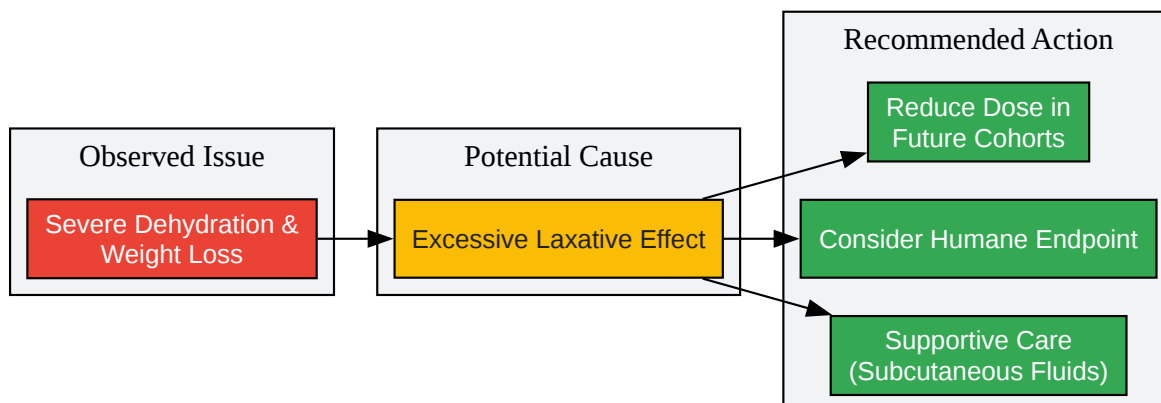 Observed Issue
Severe Dehydration &
Weight Loss
Potential Cause
Excessive Laxative Effect
Recommended Action
Reduce Dose in
Future Cohorts
Consider Humane Endpoint
Supportive Care
(Subcutaneous Fluids)